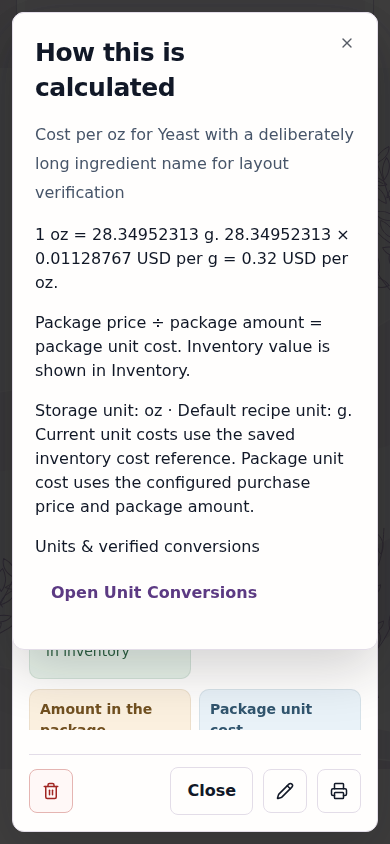 How this is
calculated
×
Cost per oz for Yeast with a deliberately
long ingredient name for layout
verification
1 oz = 28.34952313 g. 28.34952313 ×
0.01128767 USD per g = 0.32 USD per
oz.
Package price ÷ package amount =
package unit cost. Inventory value is
shown in Inventory.
Storage unit: oz · Default recipe unit: g.
Current unit costs use the saved
inventory cost reference. Package unit
cost uses the configured purchase
price and package amount.
Units & verified conversions
Open Unit Conversions
in inventory
Amount in the
package
Package unit
cost
Close